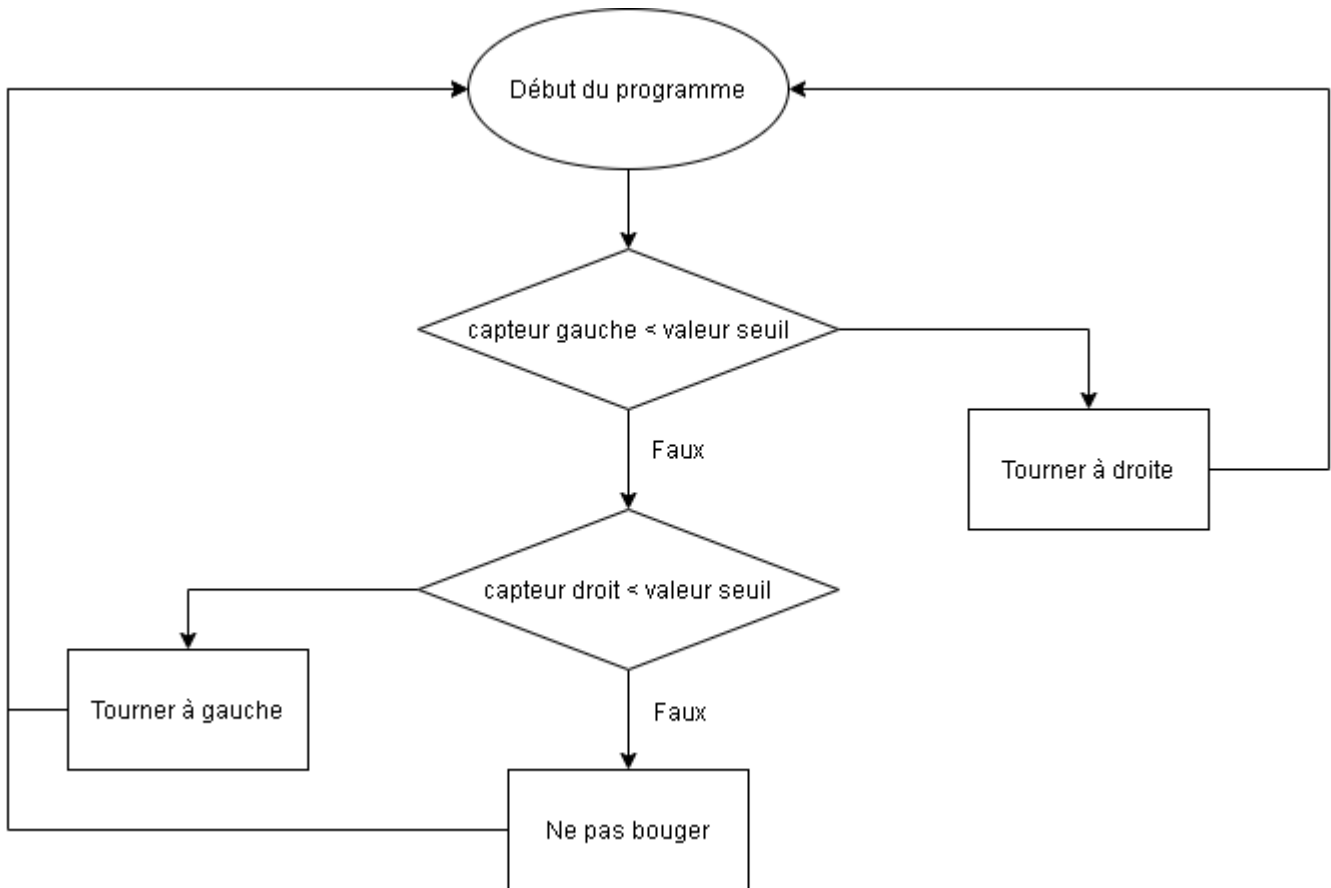 Début du programme
capteur gauche < valeur seuil
Faux
Tourner à droite
capteur droit < valeur seuil
Tourner à gauche
Faux
Ne pas bouger